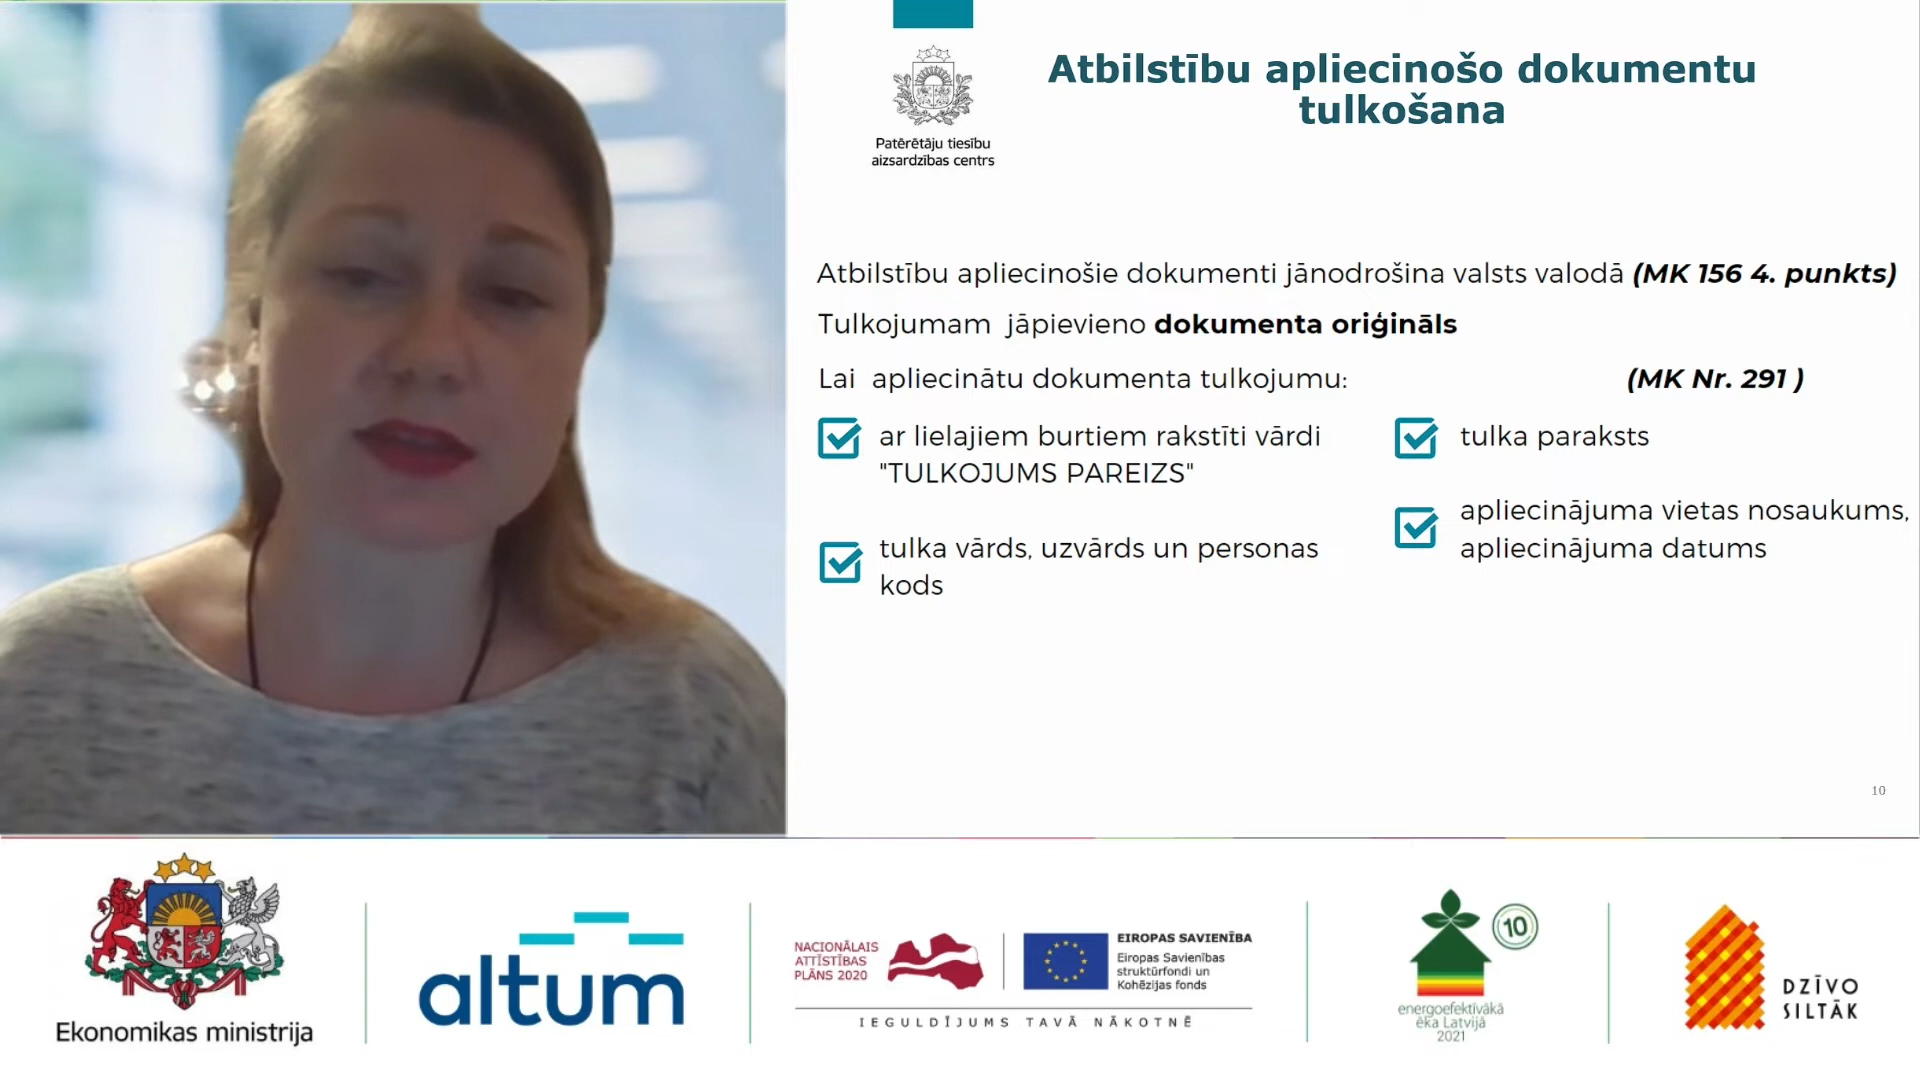 Patērētāju tiesību
aizsardzības centrs
Atbilstību apliecinošo dokumentu
tulkošana
Atbilstību apliecinošie dokumenti jānodrošina valsts valodā (MK 156 4. punkts)
Tulkojumam jāpievieno dokumenta oriģināls
Lai apliecinātu dokumenta tulkojumu: (MK Nr. 291 )
ar lielajiem burtiem rakstīti vārdi
"TULKOJUMS PAREIZS"
tulka vārds, uzvārds un personas
kods
tulka paraksts
apliecinājuma vietas nosaukums,
apliecinājuma datums
10
Ekonomikas ministrija
altum
NACIONĀLAIS
ATTĪSTĪBAS
PLĀNS 2020
EIROPAS SAVIENĪBA
Eiropas Savienības
struktūrfondi un
Kohēzijas fonds
IEGULDĪJUMS TAVĀ NĀKOTNĒ
10
energoefektīvākā
ēka Latvijā
2021
DZĪVO
SILTĀK